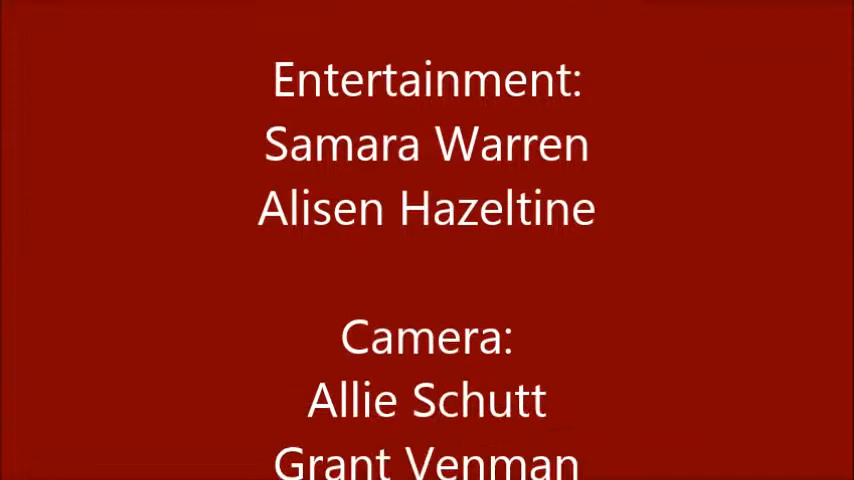 Entertainment:
Samara Warren
Alisen Hazeltine
Camera:
Allie Schutt
Grant Venman